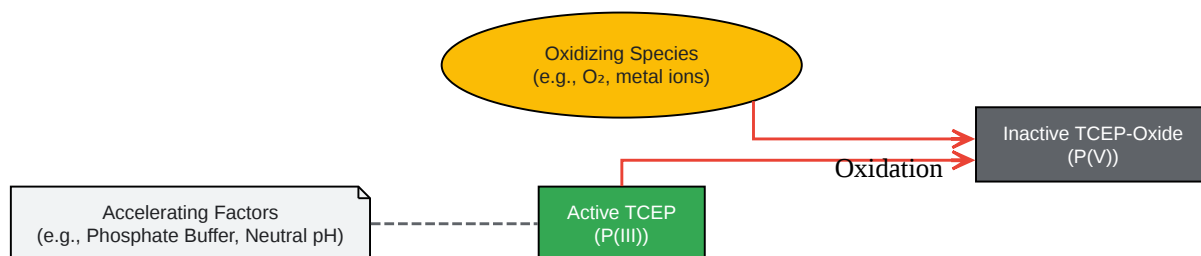 Oxidizing Species
(e.g., O₂, metal ions)
Inactive TCEP-Oxide
(P(V))
Oxidation
Accelerating Factors
(e.g., Phosphate Buffer, Neutral pH)
Active TCEP
(P(III))